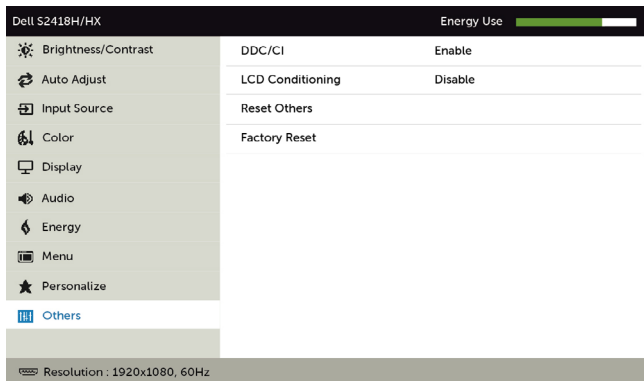 Dell S2418H/HX Energy Use
Brightness/Contrast
Auto Adjust
Input Source
Color
Display
Audio
Energy
Menu
Personalize
Others
DDC/CI Enable
LCD Conditioning Disable
Reset Others
Factory Reset
Resolution : 1920x1080, 60Hz